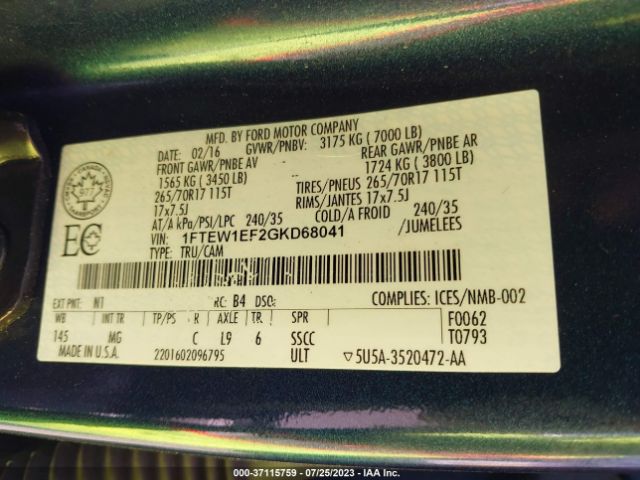 MFD. BY FORD MOTOR COMPANY
DATE: 02/16 GVWR/PNBV: 3175 KG ( 7000 LB)
FRONT GAWR/PNBE AV REAR GAWR/PNBE AR
1565 KG ( 3450 LB) 1724 KG ( 3800 LB)
265/70R17 115T TIRES/PNEUS 265/70R17 115T
17x7.5J RIMS/JANTES 17x7.5J
AT/A kPa/PSI/LPC 240/35 COLD/A FROID 240/35
VIN: 1FTEW1EF2GKD68041 /JUMELEES
TYPE: TRU/CAM
EC
EXT PNT: N1 RC: B4 DSO: COMPLIES: ICES/NMB-002
WB INT TR TP/PS R AXLE TR SPR F0062
145 MG C L9 6 SSCC T0793
MADE IN U.S.A. 2201602096795 ULT ▽5U5A-3520472-AA
000-37115759 / 07/25/2023 - IAA Inc.